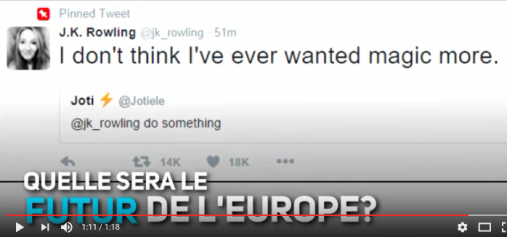 Pinned Tweet
J.K. Rowling @jk_rowling · 51m
I don't think I've ever wanted magic more.
Joti ⚡ @Jotiele
@jk_rowling do something
14K 18K •••
QUELLE SERA LE
FUTUR DE L'EUROPE?
1:11 / 1:18